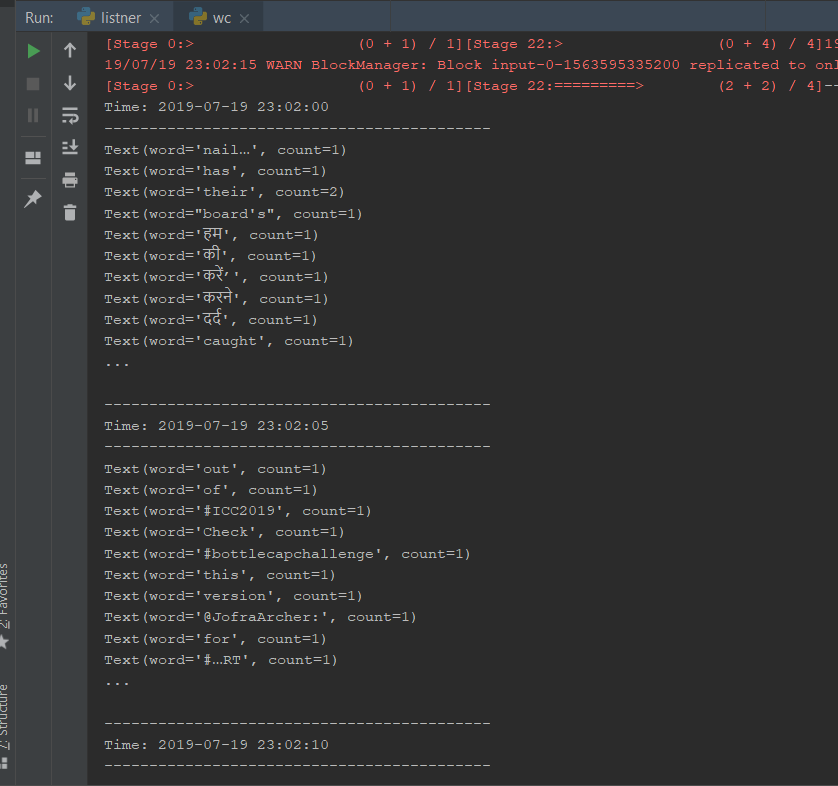 Run: listner × wc ×
[Stage 0:> (0 + 1) / 1][Stage 22:> (0 + 4) / 4]19
19/07/19 23:02:15 WARN BlockManager: Block input-0-1563595335200 replicated to onl
[Stage 0:> (0 + 1) / 1][Stage 22:=========> (2 + 2) / 4]--
Time: 2019-07-19 23:02:00
-------------------------------------------
Text(word='nail…', count=1)
Text(word='has', count=1)
Text(word='their', count=2)
Text(word="board's", count=1)
Text(word='हम', count=1)
Text(word='की', count=1)
Text(word='करें’', count=1)
Text(word='करने', count=1)
Text(word='दर्द', count=1)
Text(word='caught', count=1)
...
-------------------------------------------
Time: 2019-07-19 23:02:05
-------------------------------------------
Text(word='out', count=1)
Text(word='of', count=1)
Text(word='#ICC2019', count=1)
Text(word='Check', count=1)
Text(word='#bottlecapchallenge', count=1)
Text(word='this', count=1)
Text(word='version', count=1)
Text(word='@JofraArcher:', count=1)
Text(word='for', count=1)
Text(word='#…RT', count=1)
...
-------------------------------------------
Time: 2019-07-19 23:02:10
-------------------------------------------
2: Favorites
7: Structure